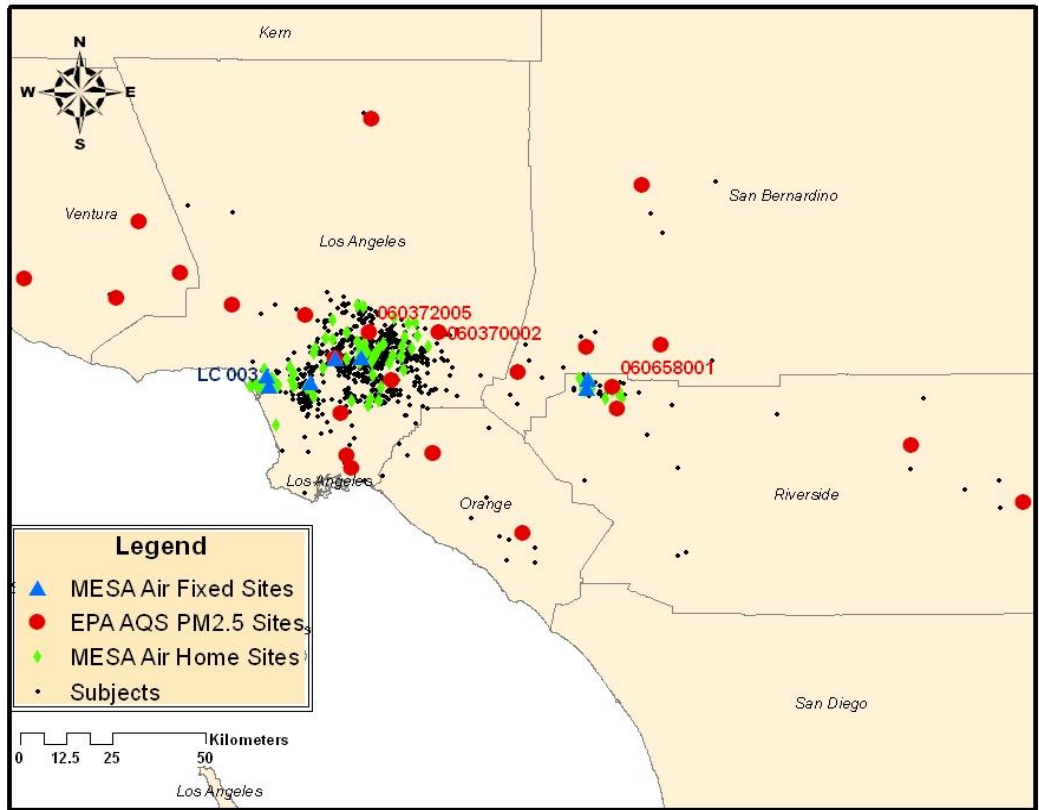 Kern
N
W E
S
San Bernardino
Ventura
Los Angeles
060372005
060370002
LC 003
060658001
Los Angeles
Orange
Riverside
Legend
MESA Air Fixed Sites
EPA AQS PM2.5 Sites
MESA Air Home Sites
Subjects
San Diego
Kilometers
0 12.5 25 50
Los Angeles